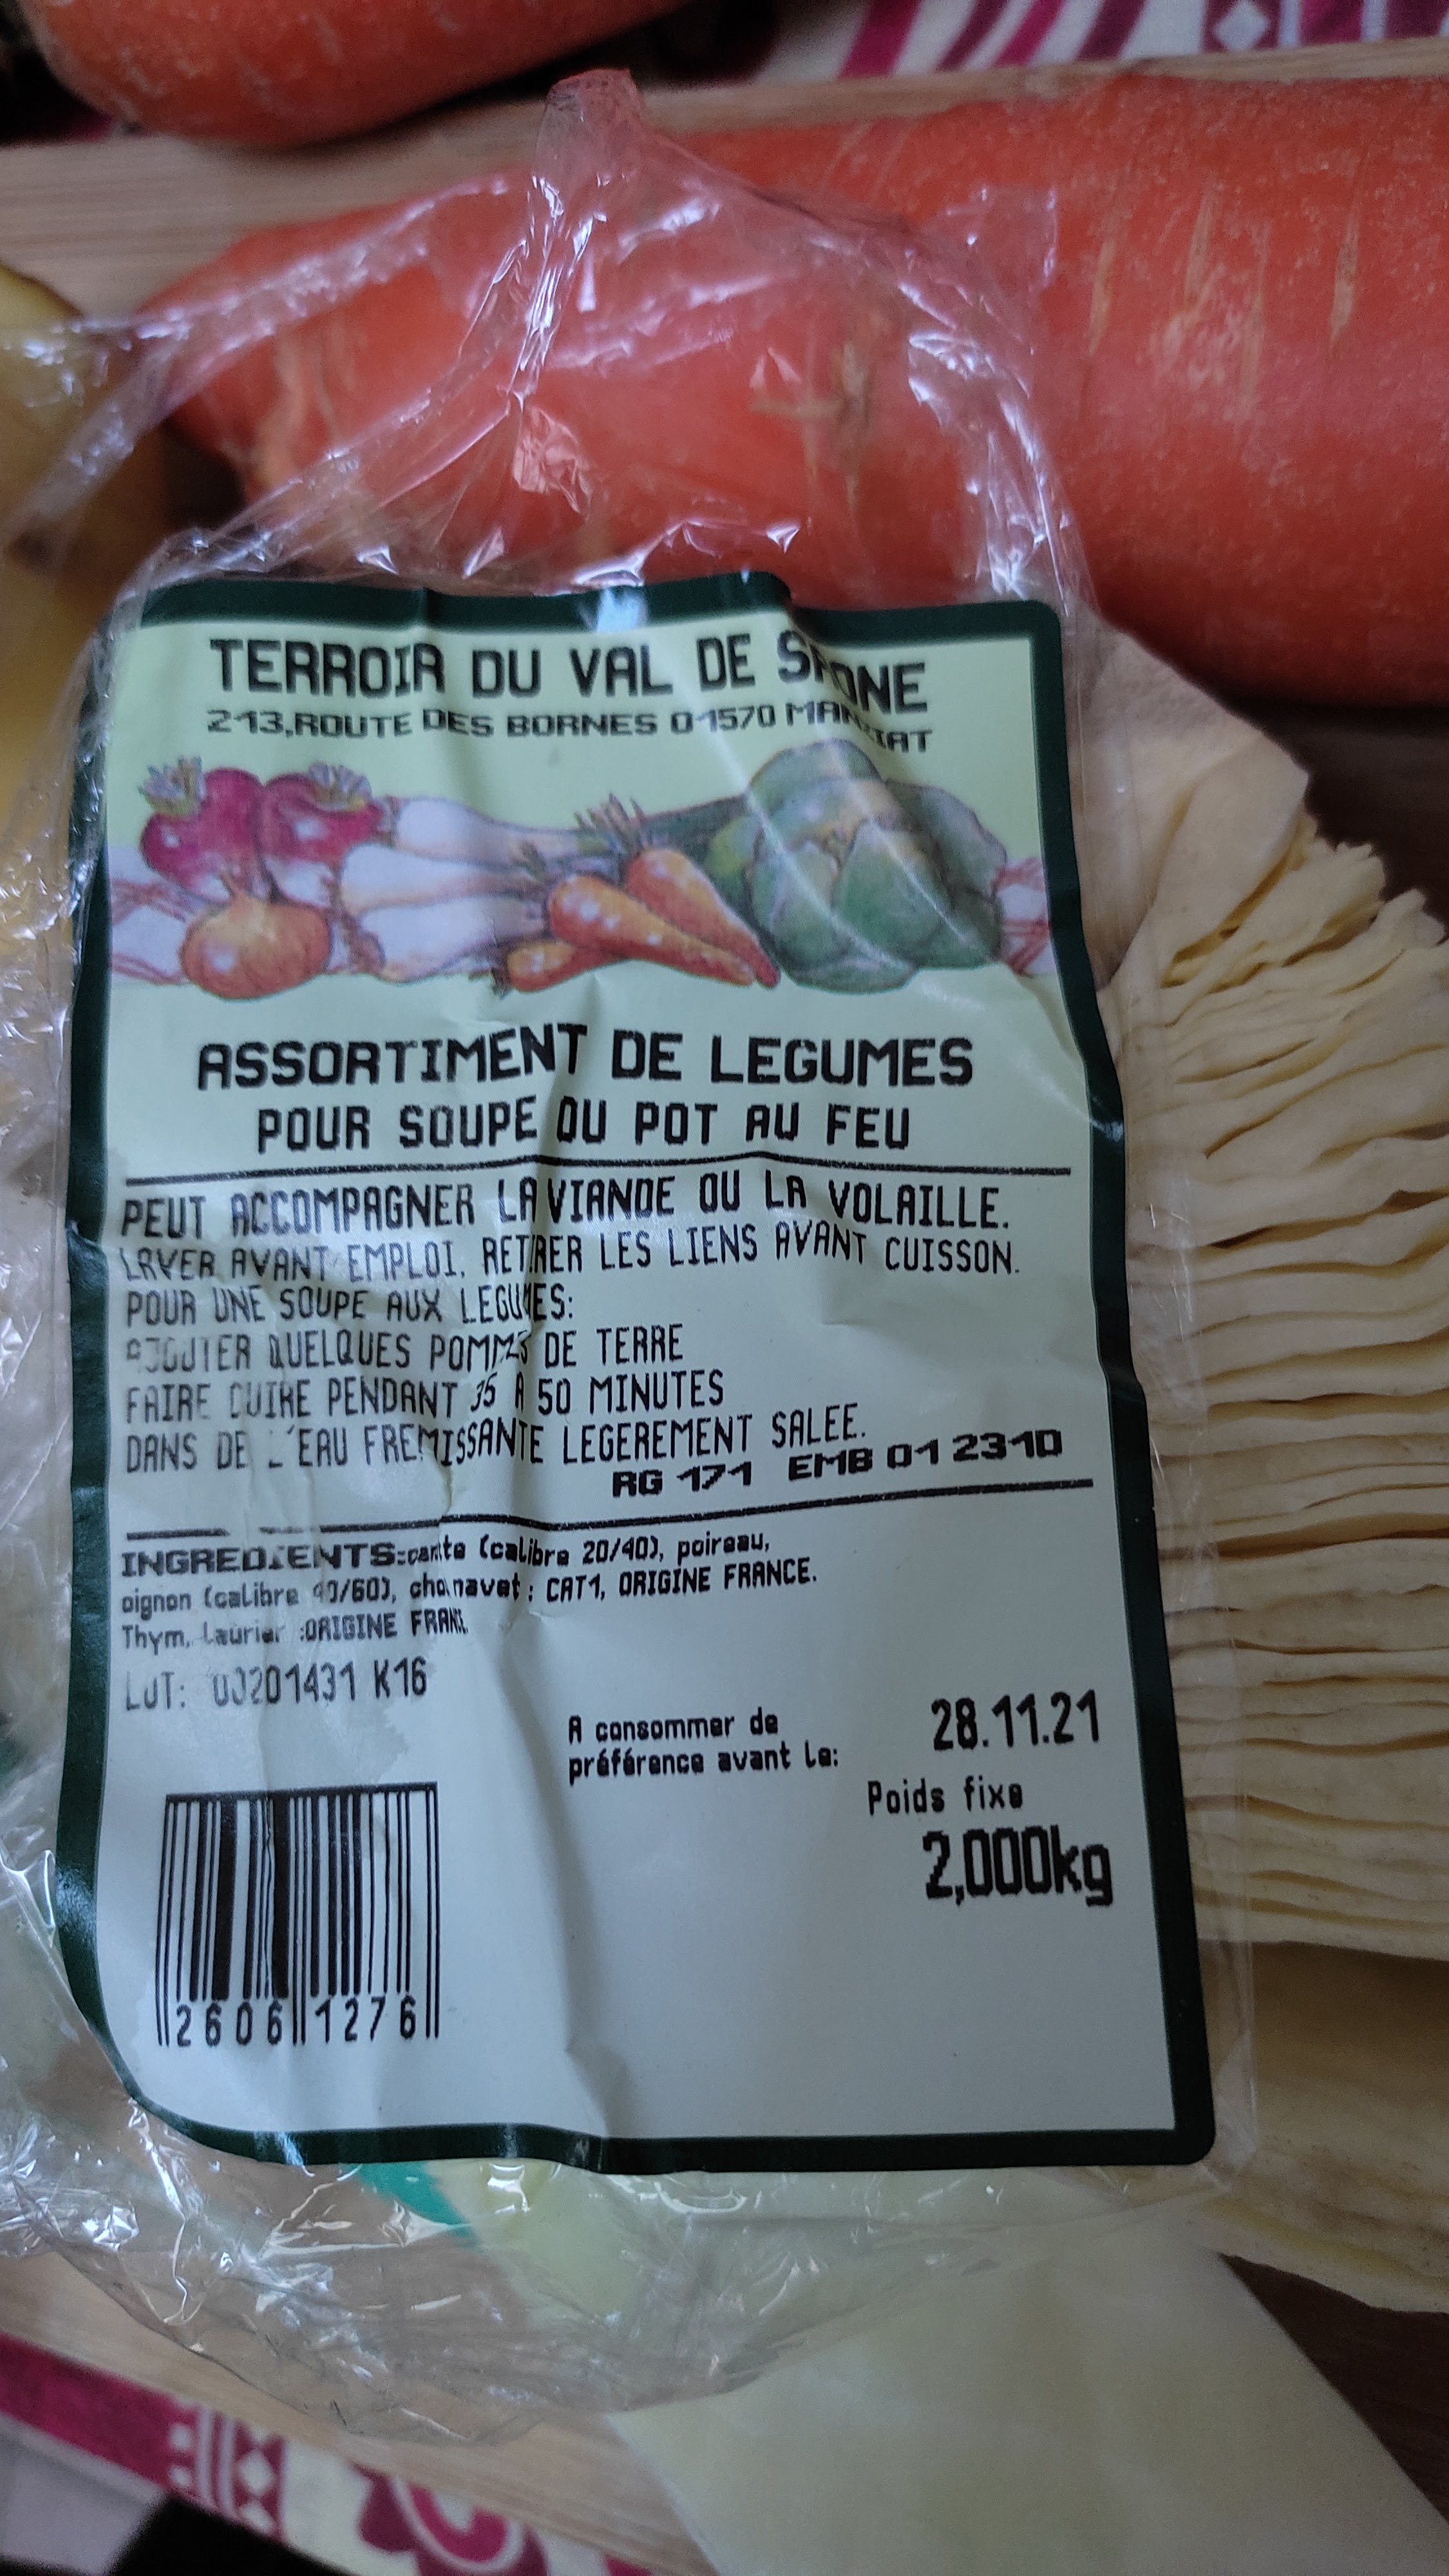 TERROIR DU VAL DE SAONE
213,ROUTE DES BORNES 01570 MANZIAT
ASSORTIMENT DE LEGUMES
POUR SOUPE OU POT AU FEU
PEUT ACCOMPAGNER LA VIANDE OU LA VOLAILLE.
LAVER AVANT EMPLOI, RETIRER LES LIENS AVANT CUISSON.
POUR UNE SOUPE AUX LEGUMES:
AJOUTER QUELQUES POMMES DE TERRE
FAIRE CUIRE PENDANT 35 A 50 MINUTES
DANS DE L'EAU FREMISSANTE LEGEREMENT SALEE.
RG 171 EMB 01 231D
INGREDIENTS: (calibre 20/40), poireau,
oignon (calibre 40/60), navet : CAT1, ORIGINE FRANCE.
Thym, Laurier :ORIGINE
LOT: 00201431 K16
A consommer de
préférence avant le:
28.11.21
Poids fixe
2,000kg
2606 1276